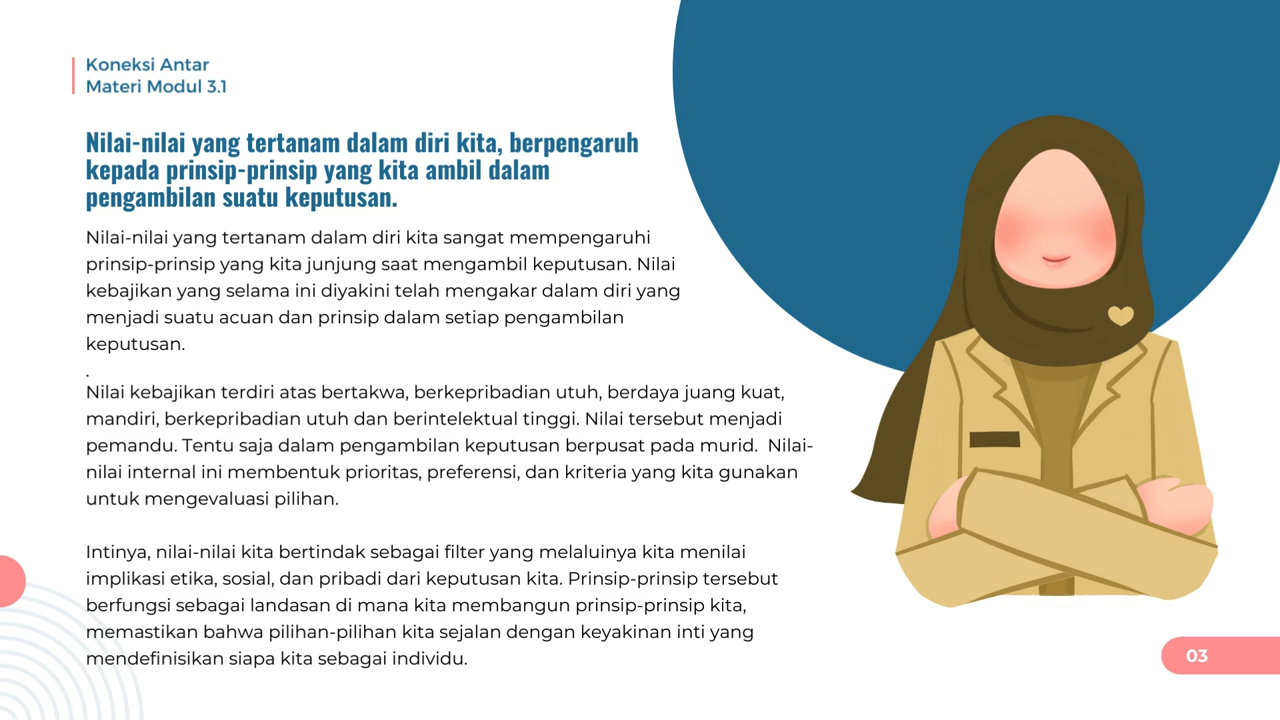 Koneksi Antar
Materi Modul 3.1
Nilai-nilai yang tertanam dalam diri kita, berpengaruh
kepada prinsip-prinsip yang kita ambil dalam
pengambilan suatu keputusan.
Nilai-nilai yang tertanam dalam diri kita sangat mempengaruhi
prinsip-prinsip yang kita junjung saat mengambil keputusan. Nilai
kebajikan yang selama ini diyakini telah mengakar dalam diri yang
menjadi suatu acuan dan prinsip dalam setiap pengambilan
keputusan.
.
Nilai kebajikan terdiri atas bertakwa, berkepribadian utuh, berdaya juang kuat,
mandiri, berkepribadian utuh dan berintelektual tinggi. Nilai tersebut menjadi
pemandu. Tentu saja dalam pengambilan keputusan berpusat pada murid.  Nilai-
nilai internal ini membentuk prioritas, preferensi, dan kriteria yang kita gunakan
untuk mengevaluasi pilihan.
Intinya, nilai-nilai kita bertindak sebagai filter yang melaluinya kita menilai
implikasi etika, sosial, dan pribadi dari keputusan kita. Prinsip-prinsip tersebut
berfungsi sebagai landasan di mana kita membangun prinsip-prinsip kita,
memastikan bahwa pilihan-pilihan kita sejalan dengan keyakinan inti yang
mendefinisikan siapa kita sebagai individu.
03